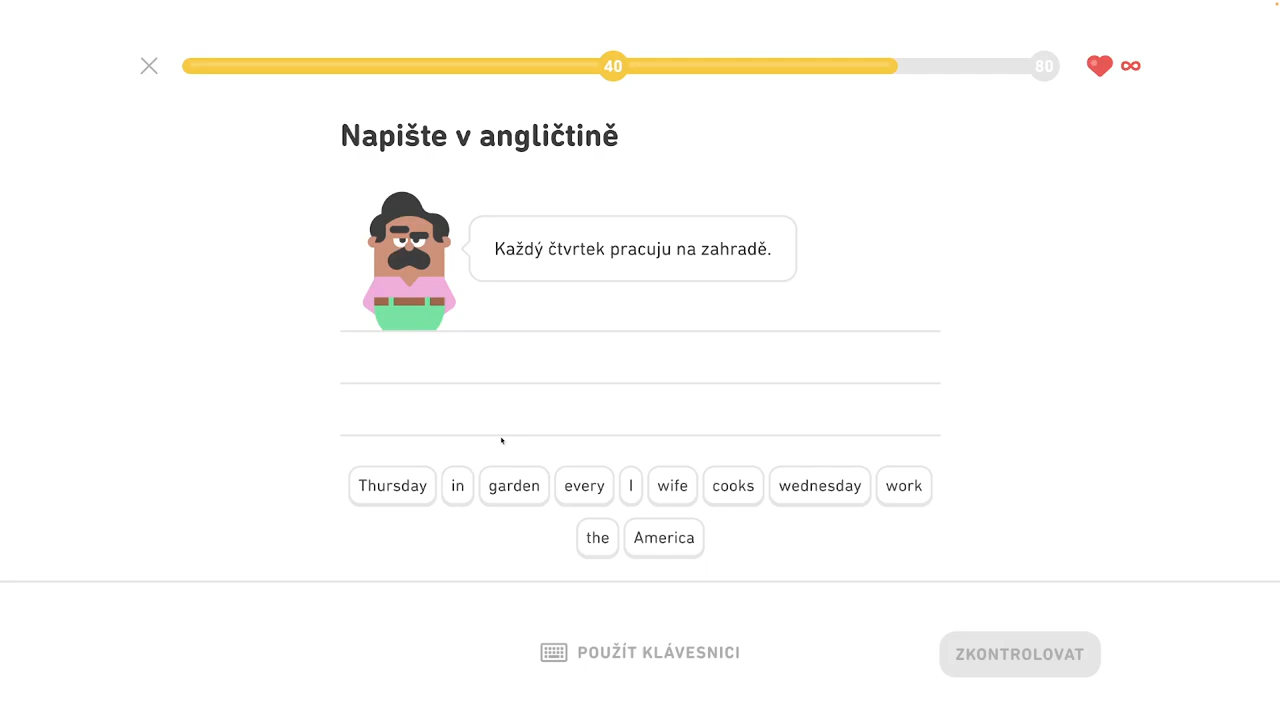 40
80
∞
Napište v angličtině
Každý čtvrtek pracuju na zahradě.
Thursday in garden every I wife cooks wednesday work
the America
POUŽÍT KLÁVESNICI
ZKONTROLOVAT